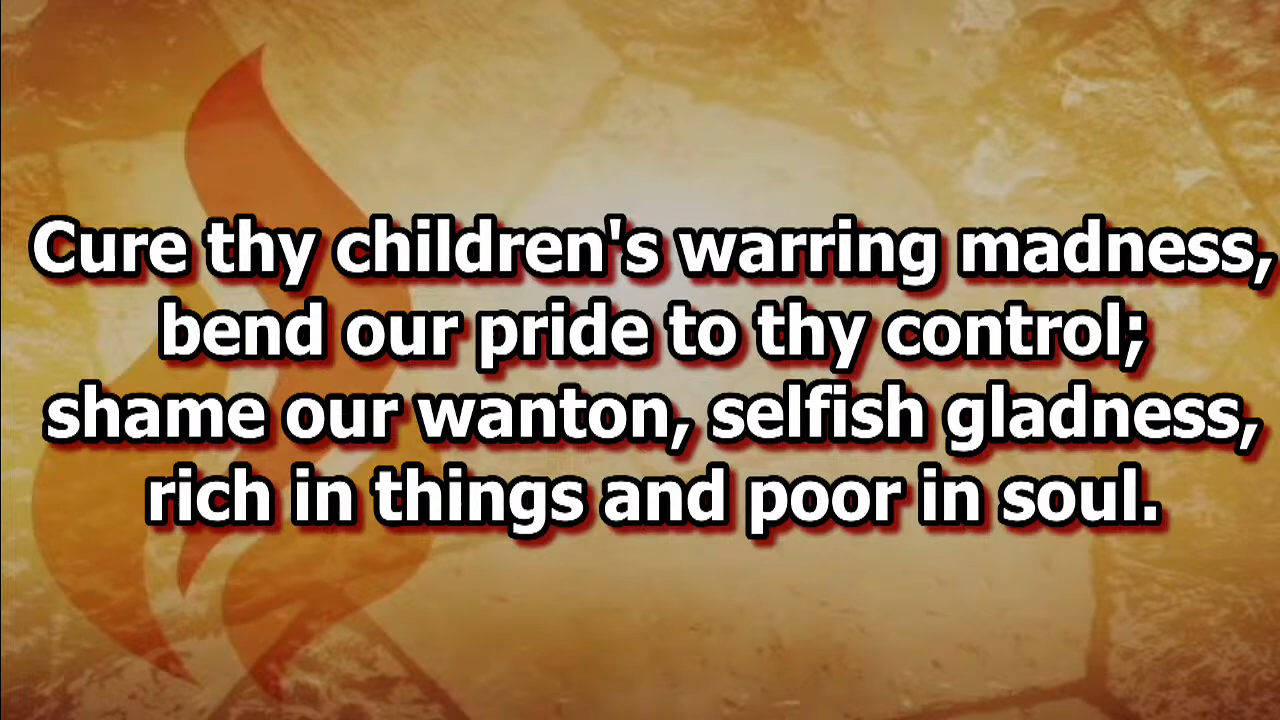 Cure thy children's warring madness,
bend our pride to thy control;
shame our wanton, selfish gladness,
rich in things and poor in soul.